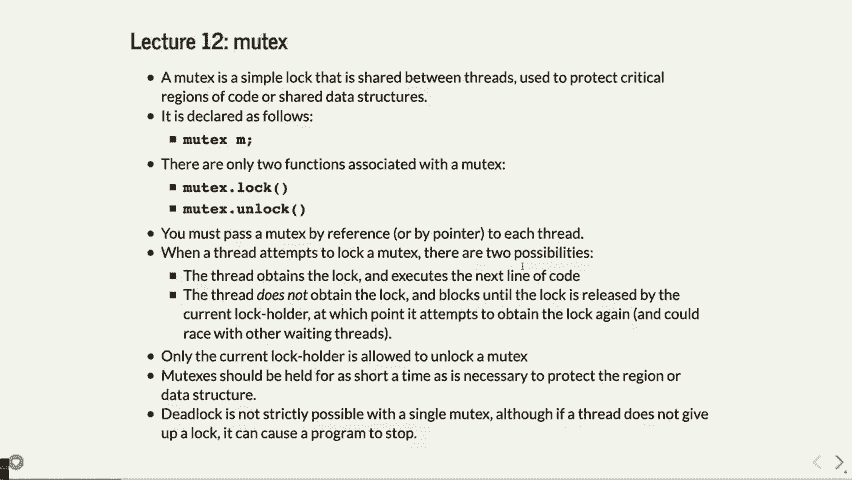 Lecture 12: mutex
• A mutex is a simple lock that is shared between threads, used to protect critical
regions of code or shared data structures.
• It is declared as follows:
▪ mutex m;
• There are only two functions associated with a mutex:
▪ mutex.lock()
▪ mutex.unlock()
• You must pass a mutex by reference (or by pointer) to each thread.
• When a thread attempts to lock a mutex, there are two possibilities:
▪ The thread obtains the lock, and executes the next line of code
▪ The thread does not obtain the lock, and blocks until the lock is released by the
current lock-holder, at which point it attempts to obtain the lock again (and could
race with other waiting threads).
• Only the current lock-holder is allowed to unlock a mutex
• Mutexes should be held for as short a time as is necessary to protect the region or
data structure.
• Deadlock is not strictly possible with a single mutex, although if a thread does not give
up a lock, it can cause a program to stop.